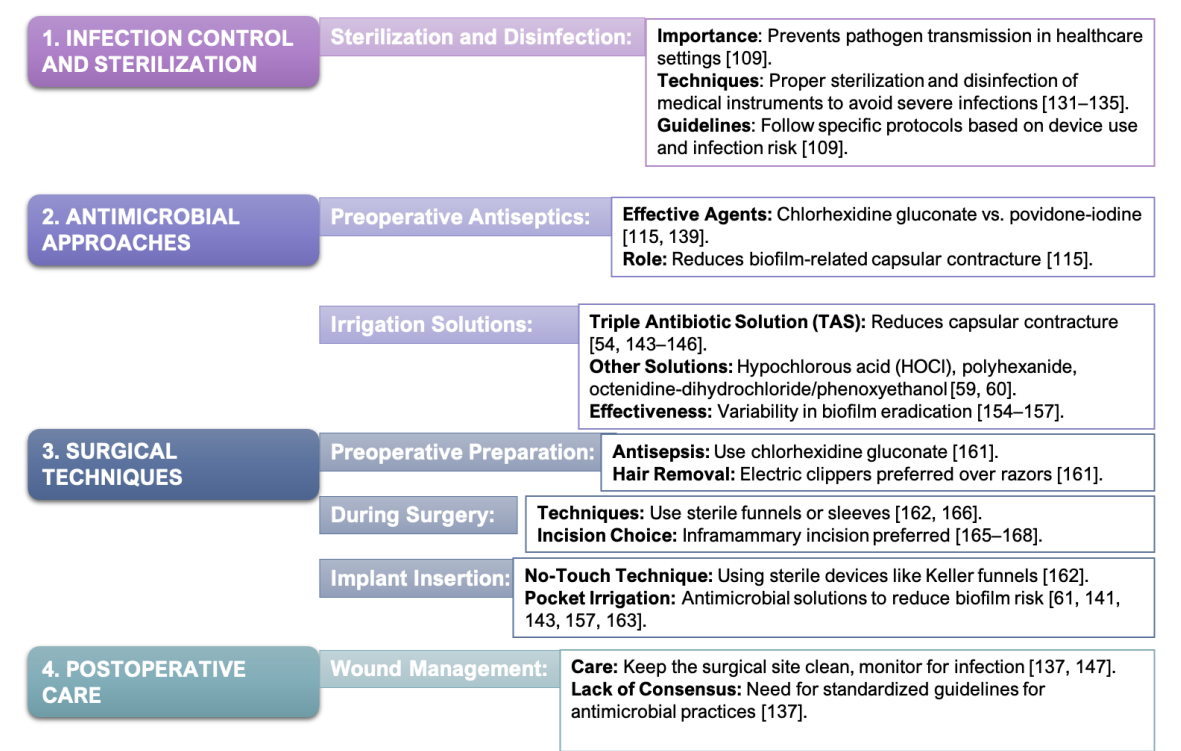 1. INFECTION CONTROL
AND STERILIZATION
Sterilization and Disinfection:
Importance: Prevents pathogen transmission in healthcare
settings [109].
Techniques: Proper sterilization and disinfection of
medical instruments to avoid severe infections [131–135].
Guidelines: Follow specific protocols based on device use
and infection risk [109].
2. ANTIMICROBIAL
APPROACHES
Preoperative Antiseptics:
Effective Agents: Chlorhexidine gluconate vs. povidone-iodine
[115, 139].
Role: Reduces biofilm-related capsular contracture [115].
Irrigation Solutions:
Triple Antibiotic Solution (TAS): Reduces capsular contracture
[54, 143–146].
Other Solutions: Hypochlorous acid (HOCl), polyhexanide,
octenidine-dihydrochloride/phenoxyethanol [59, 60].
Effectiveness: Variability in biofilm eradication [154–157].
3. SURGICAL
TECHNIQUES
Preoperative Preparation:
Antisepsis: Use chlorhexidine gluconate [161].
Hair Removal: Electric clippers preferred over razors [161].
During Surgery:
Techniques: Use sterile funnels or sleeves [162, 166].
Incision Choice: Inframammary incision preferred [165–168].
Implant Insertion:
No-Touch Technique: Using sterile devices like Keller funnels [162].
Pocket Irrigation: Antimicrobial solutions to reduce biofilm risk [61, 141,
143, 157, 163].
4. POSTOPERATIVE
CARE
Wound Management:
Care: Keep the surgical site clean, monitor for infection [137, 147].
Lack of Consensus: Need for standardized guidelines for
antimicrobial practices [137].